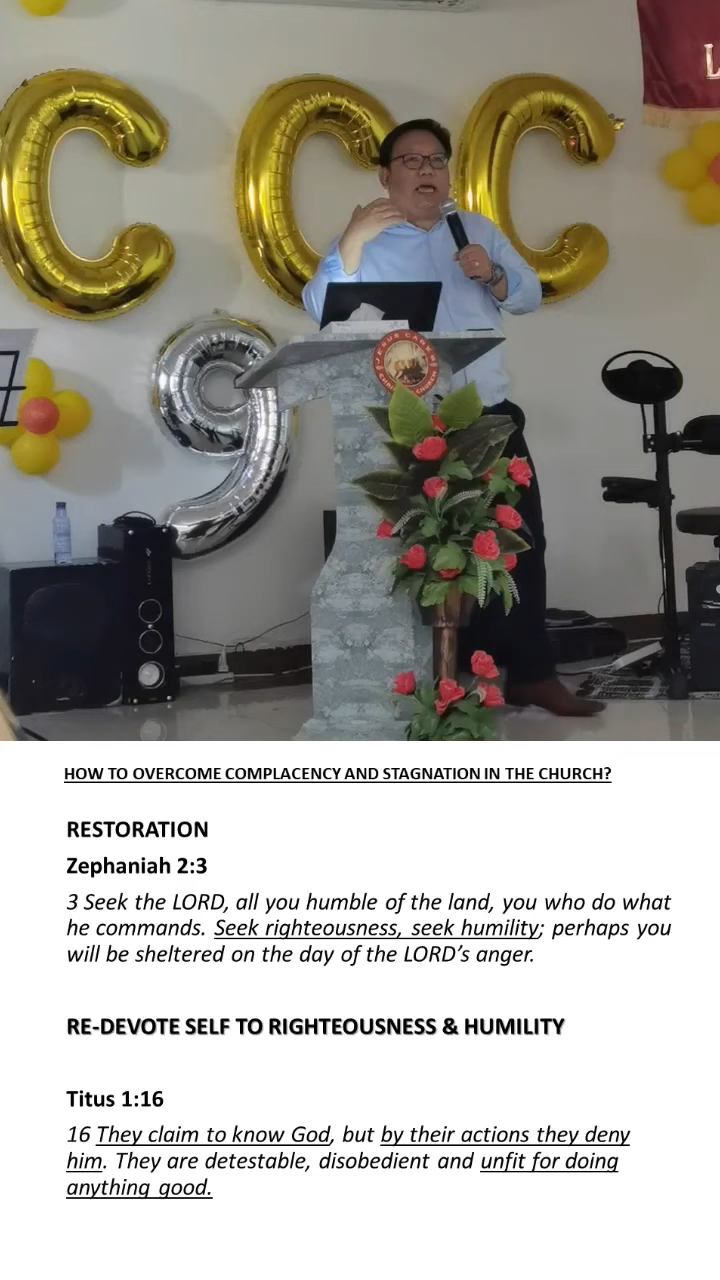 C C C
L
9
JESUS CARES
HOW TO OVERCOME COMPLACENCY AND STAGNATION IN THE CHURCH?
RESTORATION
Zephaniah 2:3
3 Seek the LORD, all you humble of the land, you who do what
he commands. Seek righteousness, seek humility; perhaps you
will be sheltered on the day of the LORD’s anger.
RE-DEVOTE SELF TO RIGHTEOUSNESS & HUMILITY
Titus 1:16
16 They claim to know God, but by their actions they deny
him. They are detestable, disobedient and unfit for doing
anything good.